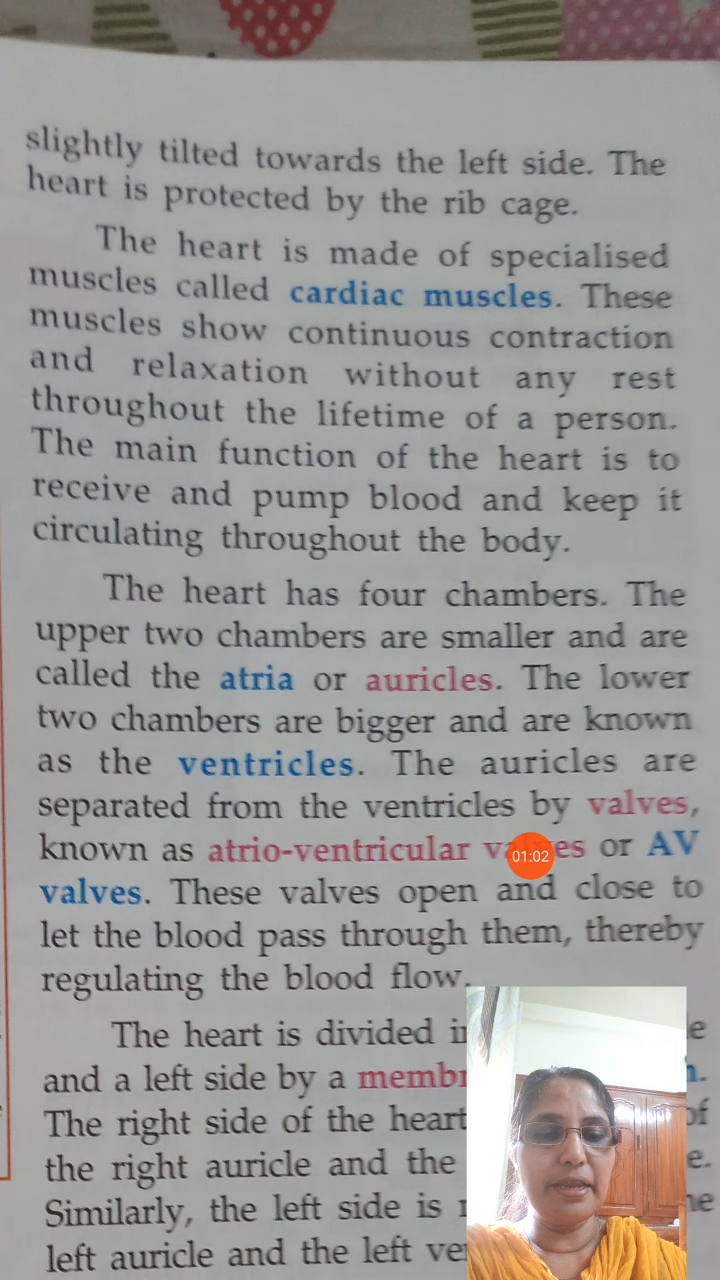 slightly tilted towards the left side. The
heart is protected by the rib cage.
The heart is made of specialised
muscles called cardiac muscles. These
muscles show continuous contraction
and relaxation without any rest
throughout the lifetime of a person.
The main function of the heart is to
receive and pump blood and keep it
circulating throughout the body.
The heart has four chambers. The
upper two chambers are smaller and are
called the atria or auricles. The lower
two chambers are bigger and are known
as the ventricles. The auricles are
separated from the ventricles by valves,
known as atrio-ventricular or AV
01:02
valves. These valves open and close to
let the blood pass through them, thereby
regulating the blood flow.
The heart is divided
and a left side by a
The right side of the heart of
the right auricle and the
Similarly, the left side is
left auricle and the left